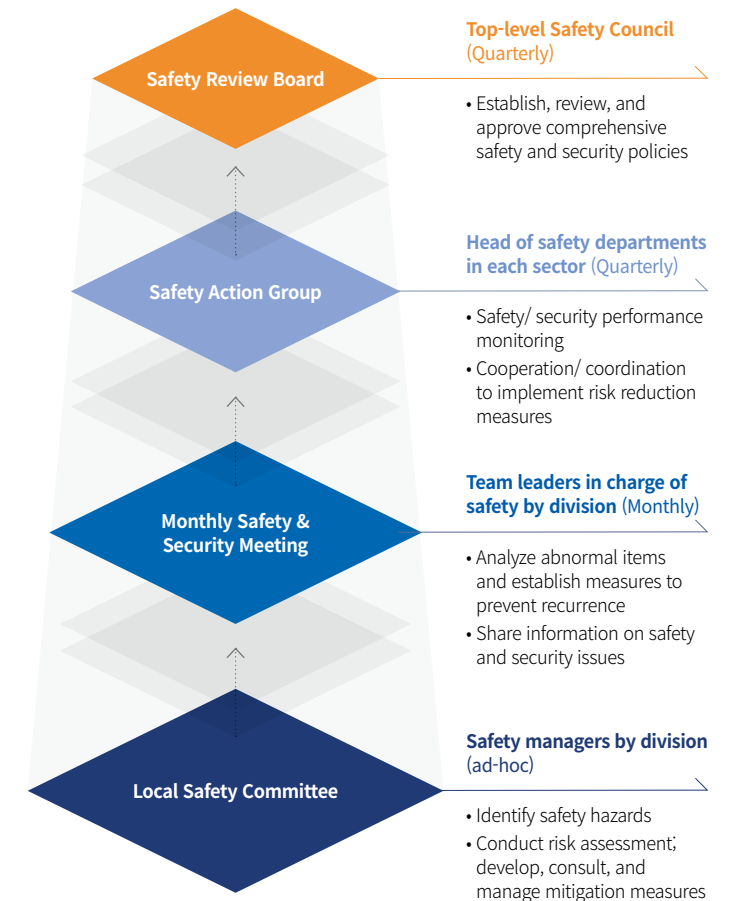 Safety Review Board
Top-level Safety Council
(Quarterly)
• Establish, review, and
approve comprehensive
safety and security policies
Safety Action Group
Head of safety departments
in each sector (Quarterly)
• Safety/ security performance
monitoring
• Cooperation/ coordination
to implement risk reduction
measures
Monthly Safety &
Security Meeting
Team leaders in charge of
safety by division (Monthly)
• Analyze abnormal items
and establish measures to
prevent recurrence
• Share information on safety
and security issues
Local Safety Committee
Safety managers by division
(ad-hoc)
• Identify safety hazards
• Conduct risk assessment;
develop, consult, and
manage mitigation measures